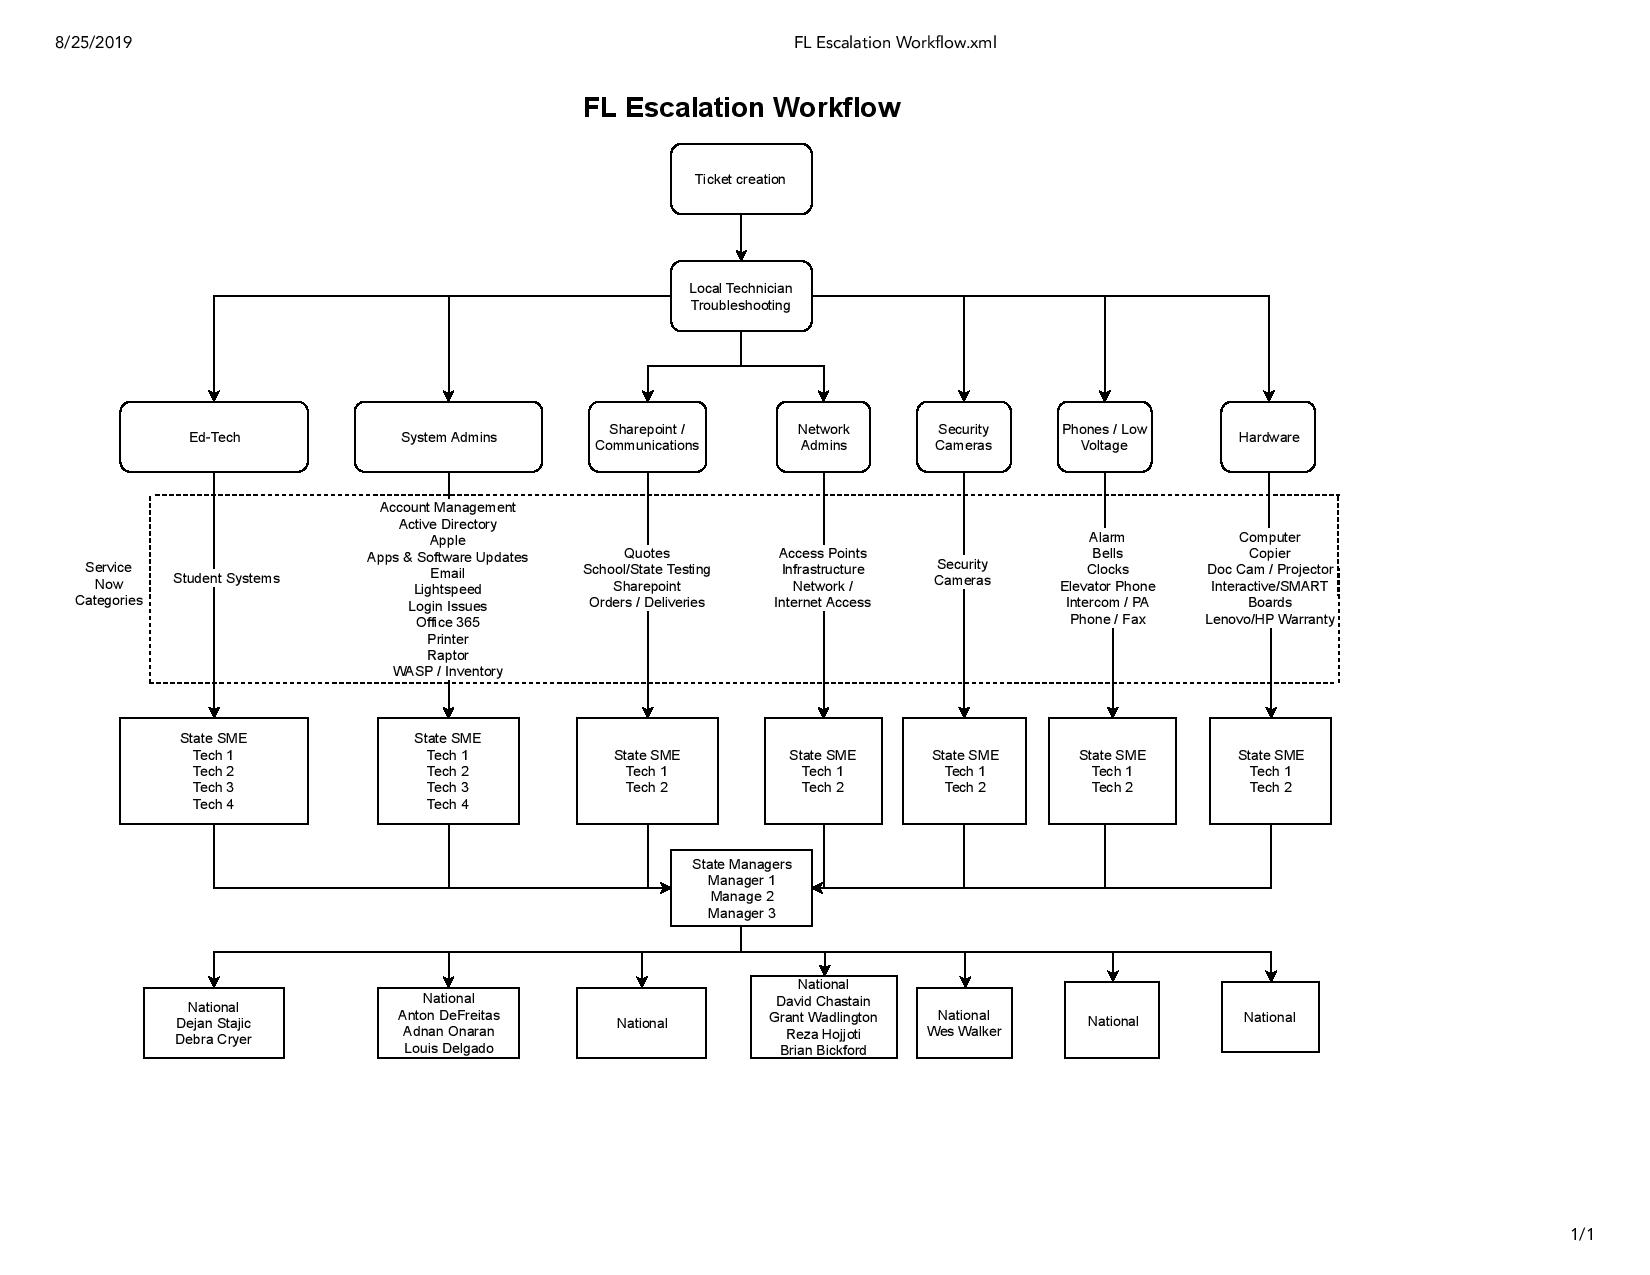 8/25/2019
FL Escalation Workflow.xml
FL Escalation Workflow
Ticket creation
Local Technician
Troubleshooting
Ed-Tech
System Admins
Sharepoint /
Communications
Network
Admins
Security
Cameras
Phones / Low
Voltage
Hardware
Service
Now
Categories
Student Systems
Account Management
Active Directory
Apple
Apps & Software Updates
Email
Lightspeed
Login Issues
Office 365
Printer
Raptor
WASP / Inventory
Quotes
School/State Testing
Sharepoint
Orders / Deliveries
Access Points
Infrastructure
Network /
Internet Access
Security
Cameras
Alarm
Bells
Clocks
Elevator Phone
Intercom / PA
Phone / Fax
Computer
Copier
Doc Cam / Projector
Interactive/SMART
Boards
Lenovo/HP Warranty
State SME
Tech 1
Tech 2
Tech 3
Tech 4
State SME
Tech 1
Tech 2
Tech 3
Tech 4
State SME
Tech 1
Tech 2
State SME
Tech 1
Tech 2
State SME
Tech 1
Tech 2
State SME
Tech 1
Tech 2
State SME
Tech 1
Tech 2
State Managers
Manager 1
Manage 2
Manager 3
National
Dejan Stajic
Debra Cryer
National
Anton DeFreitas
Adnan Onaran
Louis Delgado
National
National
David Chastain
Grant Wadlington
Reza Hojjoti
Brian Bickford
National
Wes Walker
National
National
1/1